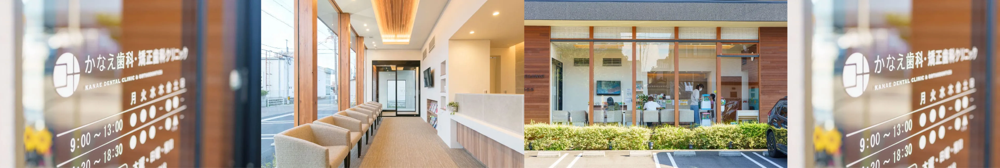 かなえ歯科・矯正歯科クリニック
KANAE DENTAL CLINIC & ORTHODONTICS
月 火 水 木 金 土 日
9:00～13:00 ●●●-●●-
:30～18:30 ●●●-●▲-
かなえ歯科・矯正歯科クリニック
KANAE DENTAL CLINIC & ORTHODONTICS
月 火 水 木 金 土 日
9:00～13:00 ●●●-●●-
:30～18:30 ●●●-●▲-